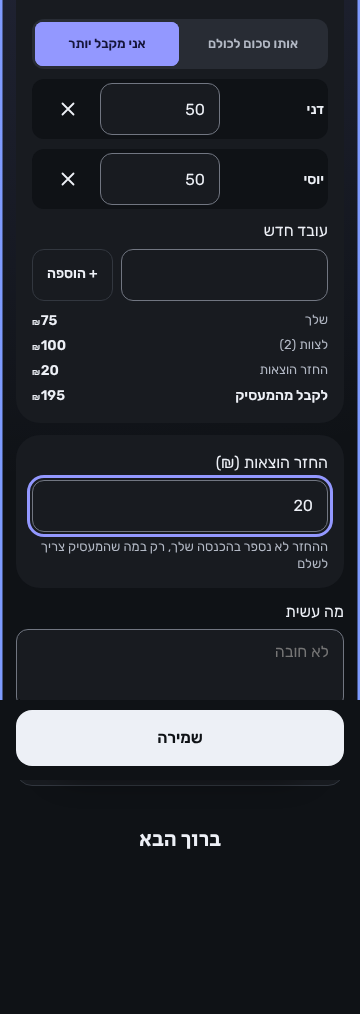 אותו סכום לכולם
אני מקבל יותר
דני
50
יוסי
50
עובד חדש
+ הוספה
שלך
75₪
לצוות (2)
100₪
החזר הוצאות
20₪
לקבל מהמעסיק
195₪
החזר הוצאות (₪)
20
ההחזר לא נספר בהכנסה שלך, רק במה שהמעסיק צריך
לשלם
מה עשית
לא חובה
שמירה
ברוך הבא